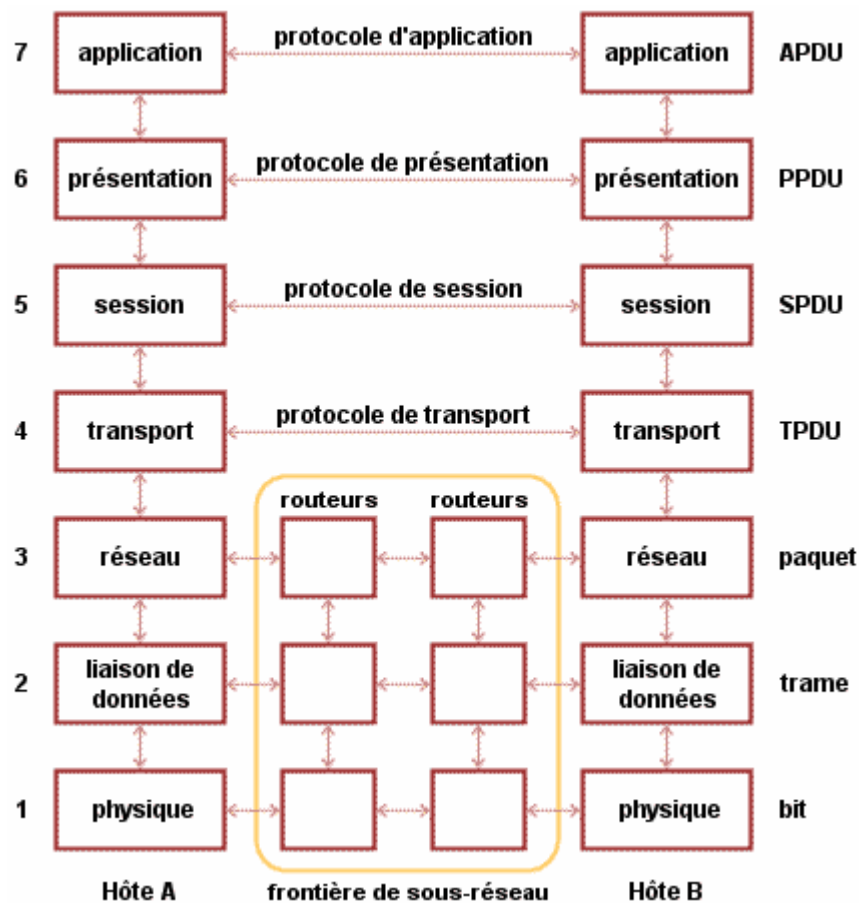 7 application protocole d'application application APDU
6 présentation protocole de présentation présentation PPDU
5 session protocole de session session SPDU
4 transport protocole de transport transport TPDU
routeurs routeurs
3 réseau réseau paquet
2 liaison de données liaison de données trame
1 physique physique bit
Hôte A frontière de sous-réseau Hôte B